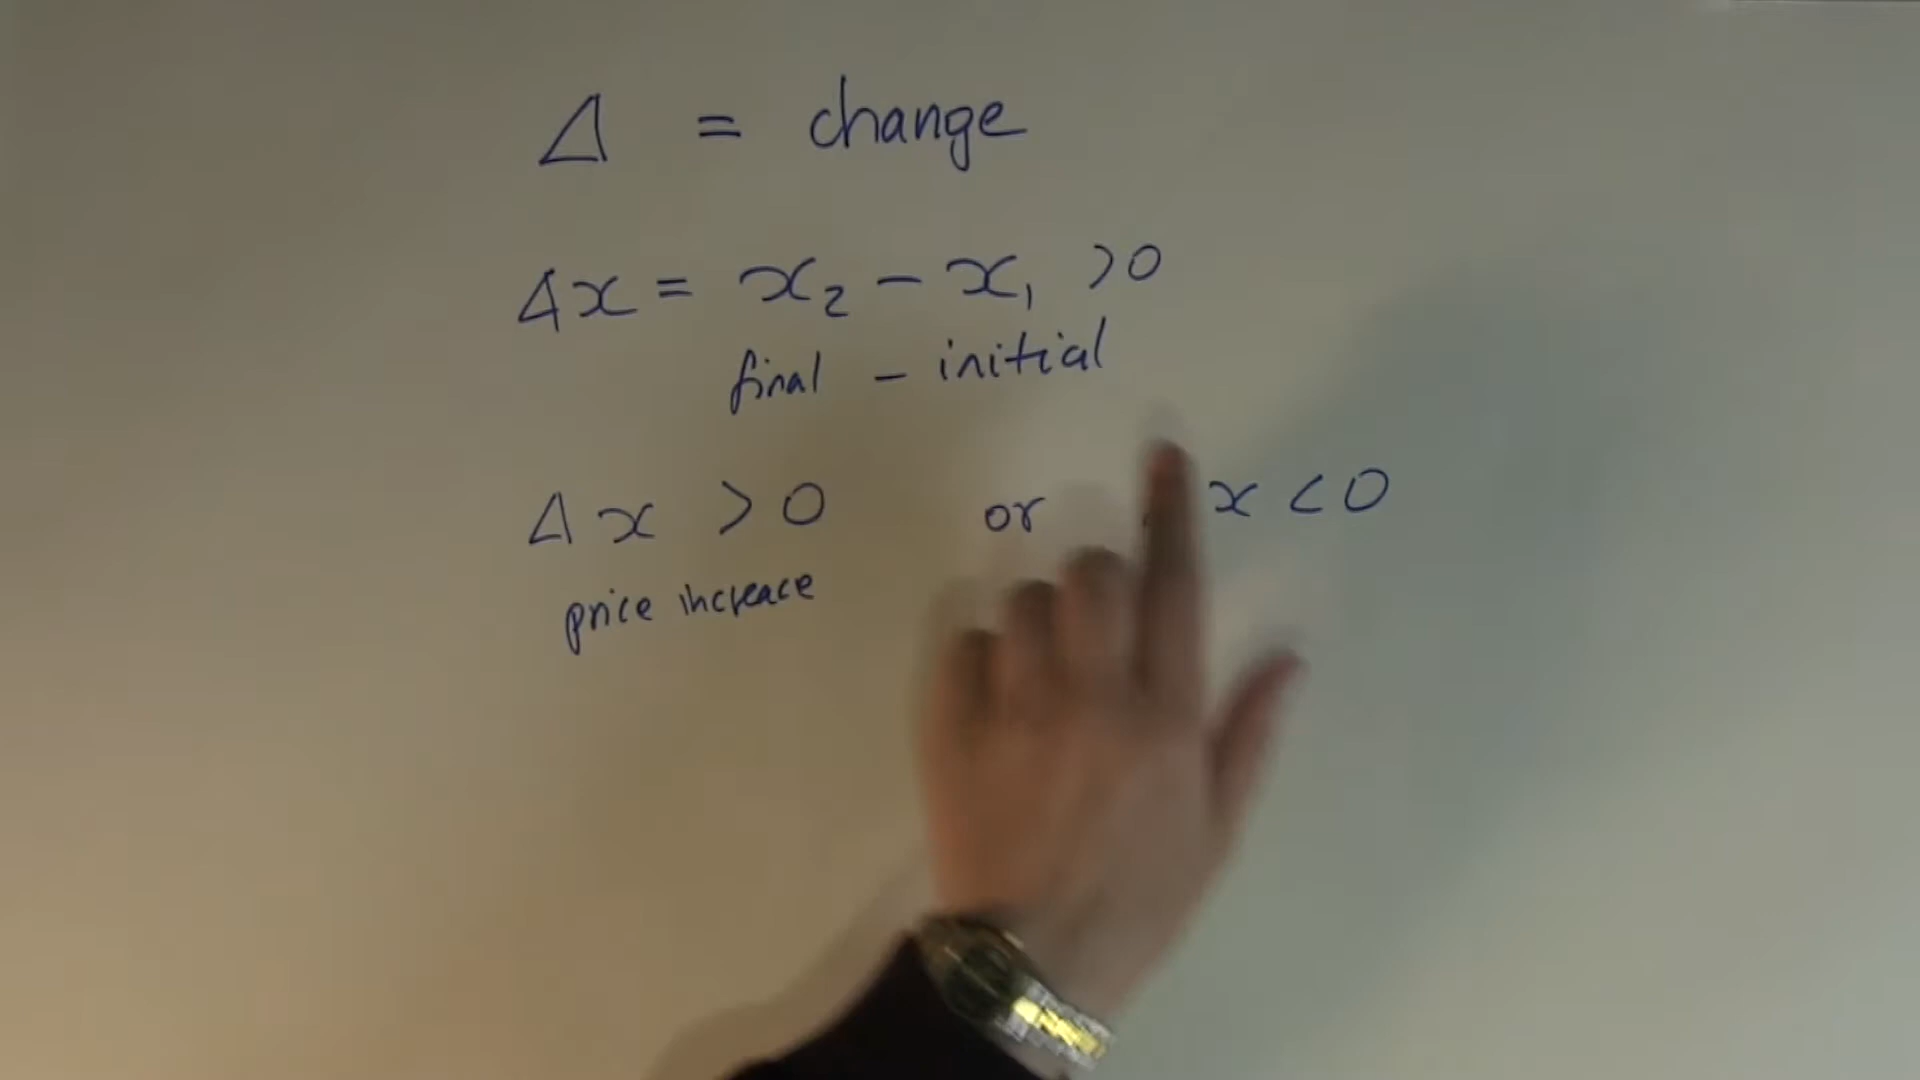 Δ = change
Δx = x₂ − x₁ >0
final − initial
Δx >0 or x<0
price increace